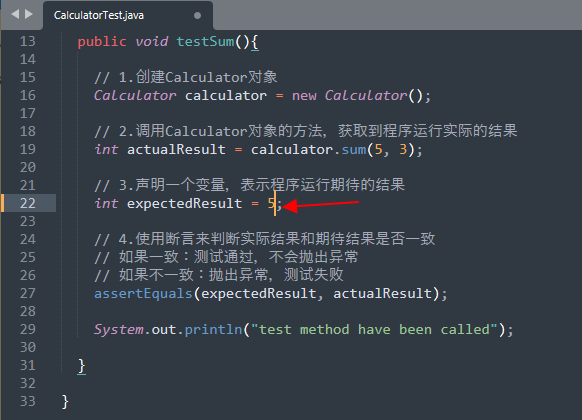 CalculatorTest.java
13 public void testSum(){
14
15 // 1.创建Calculator对象
16 Calculator calculator = new Calculator();
17
18 // 2.调用Calculator对象的方法，获取到程序运行实际的结果
19 int actualResult = calculator.sum(5, 3);
20
21 // 3.声明一个变量，表示程序运行期待的结果
22 int expectedResult = 5;
23
24 // 4.使用断言来判断实际结果和期待结果是否一致
25 // 如果一致：测试通过，不会抛出异常
26 // 如果不一致：抛出异常，测试失败
27 assertEquals(expectedResult, actualResult);
28
29 System.out.println("test method have been called");
30
31 }
32
33 }